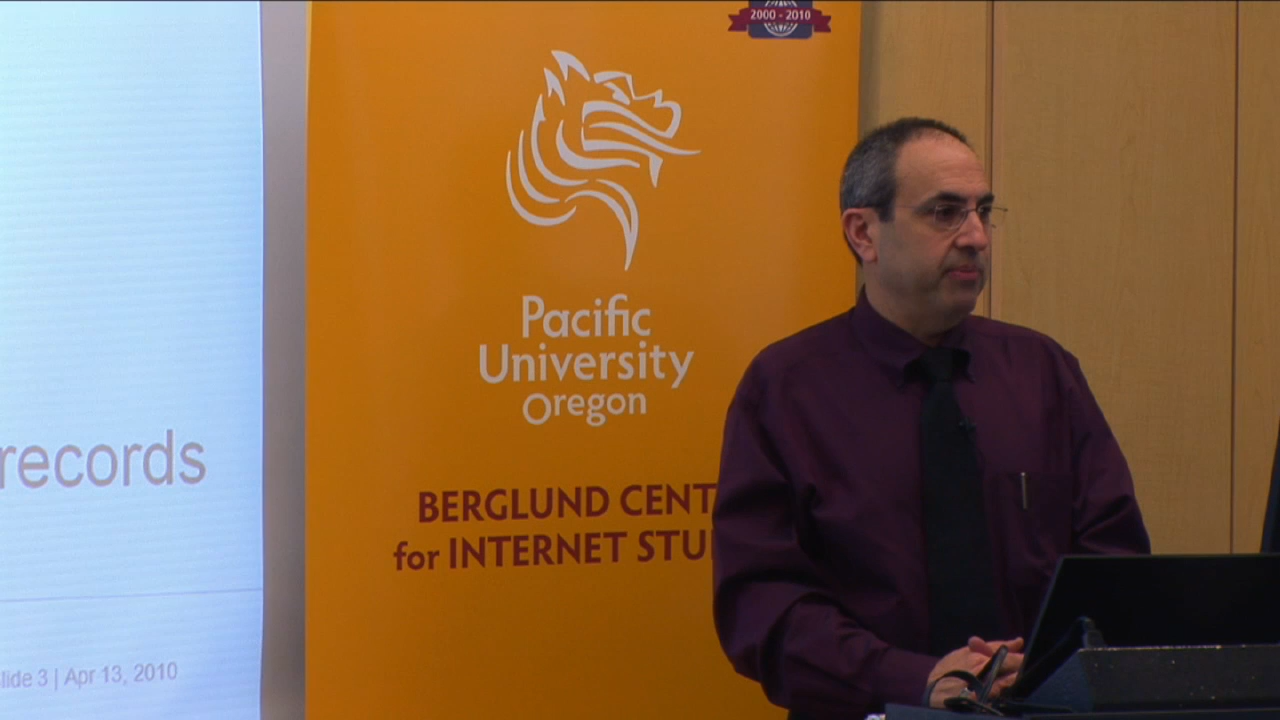 records
lide 3 | Apr 13, 2010
2000 - 2010
Pacific
University
Oregon
BERGLUND CENT
for INTERNET STU